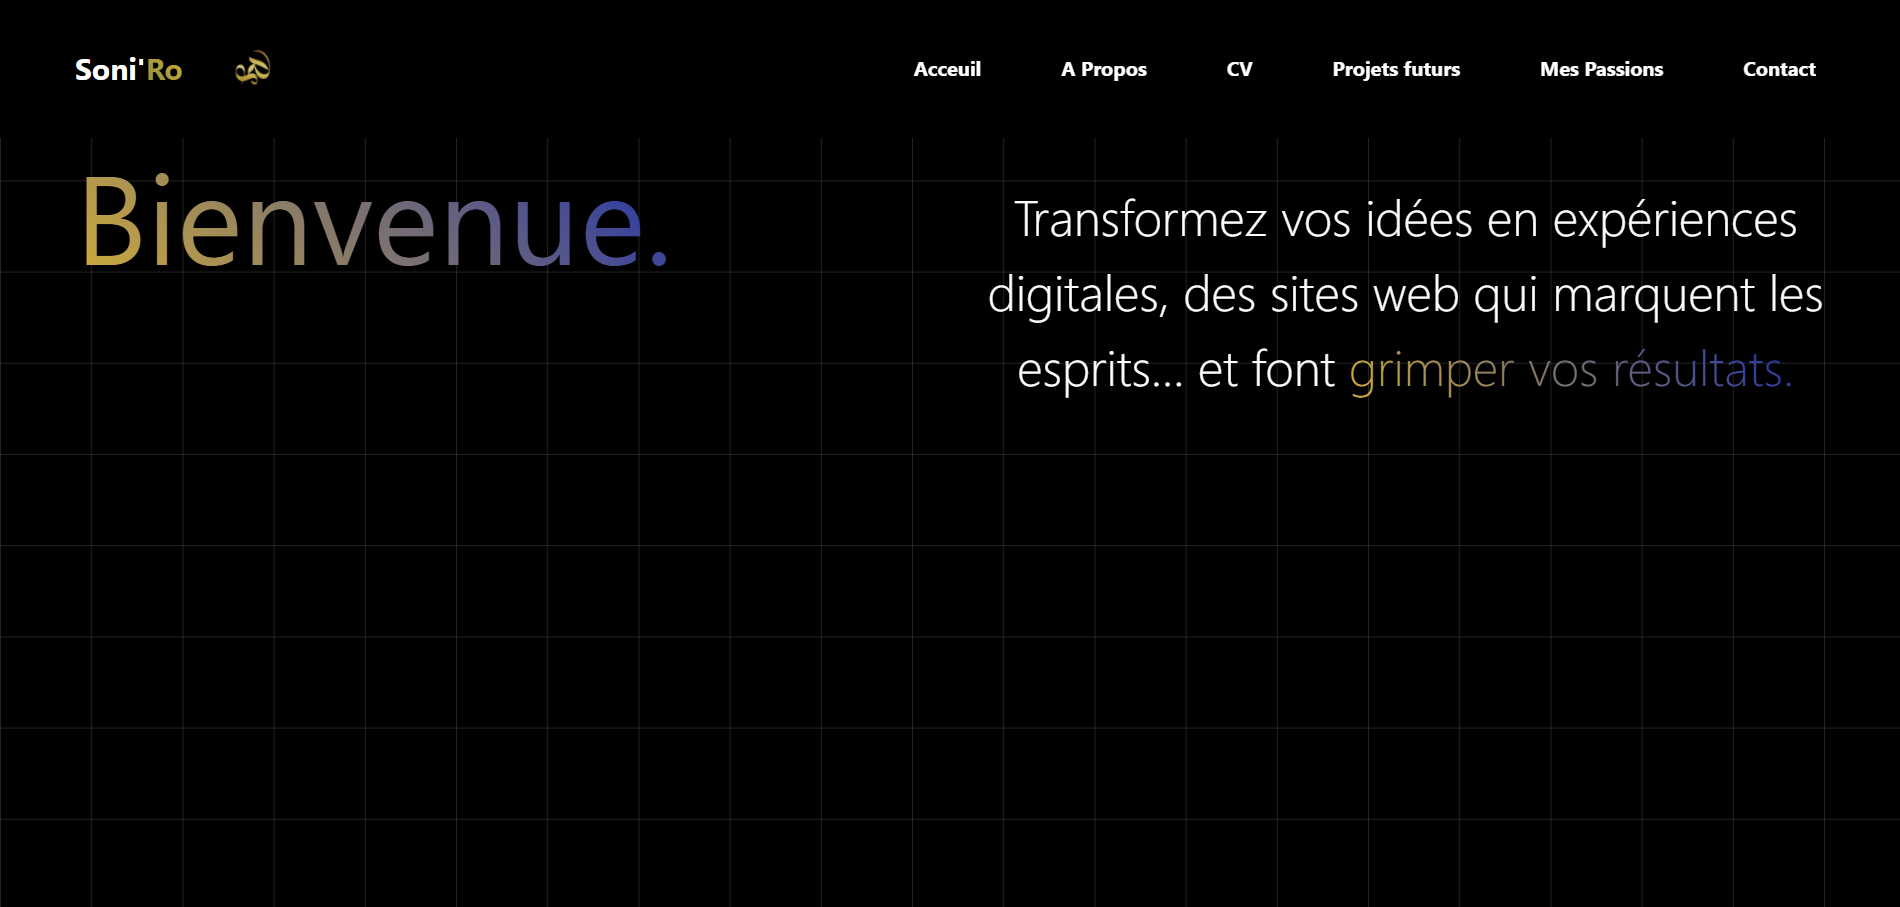 Soni'Ro
Acceuil
A Propos
CV
Projets futurs
Mes Passions
Contact
Bienvenue.
Transformez vos idées en expériences
digitales, des sites web qui marquent les
esprits... et font grimper vos résultats.